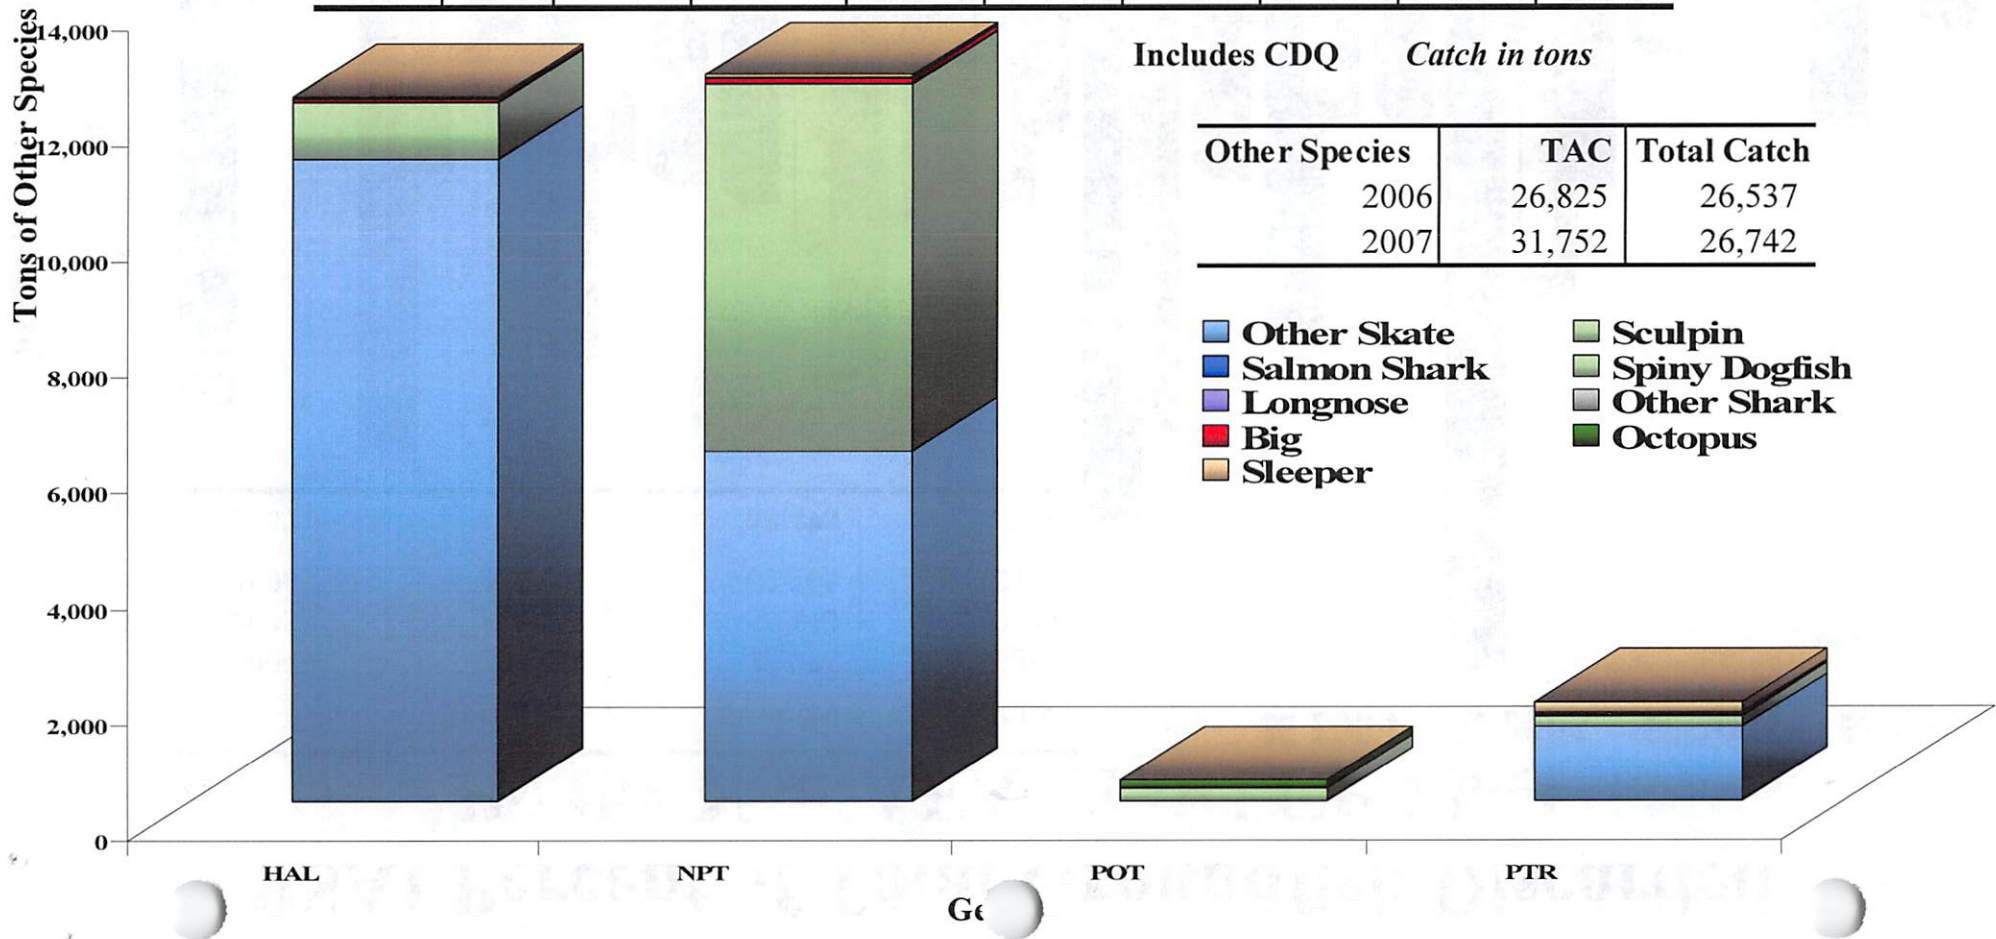 Tons of Other Species
14,000
12,000
10,000
8,000
6,000
4,000
2,000
0
Includes CDQ Catch in tons
Other Species TAC Total Catch
2006 26,825 26,537
2007 31,752 26,742
Other Skate Sculpin
Salmon Shark Spiny Dogfish
Longnose Other Shark
Big Octopus
Sleeper
HAL NPT POT PTR
Ge